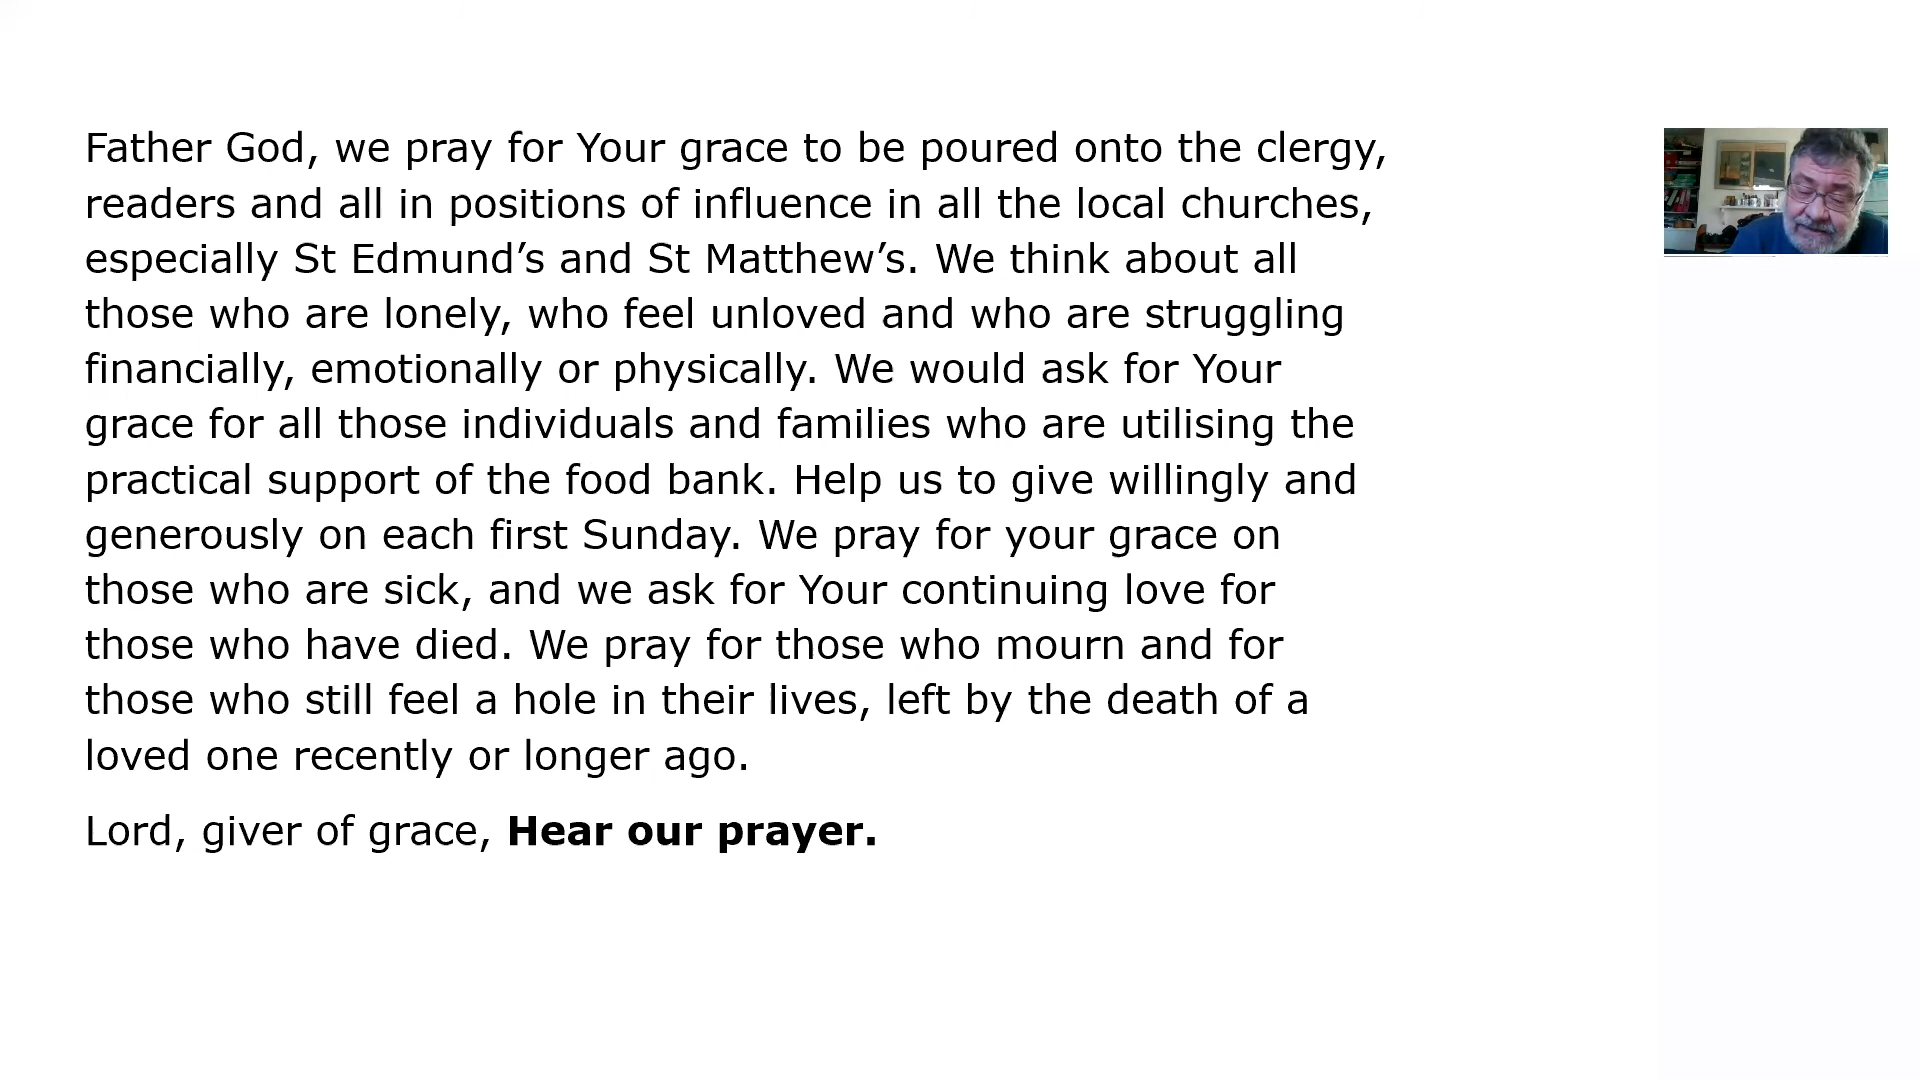 Father God, we pray for Your grace to be poured onto the clergy,
readers and all in positions of influence in all the local churches,
especially St Edmund’s and St Matthew’s. We think about all
those who are lonely, who feel unloved and who are struggling
financially, emotionally or physically. We would ask for Your
grace for all those individuals and families who are utilising the
practical support of the food bank. Help us to give willingly and
generously on each first Sunday. We pray for your grace on
those who are sick, and we ask for Your continuing love for
those who have died. We pray for those who mourn and for
those who still feel a hole in their lives, left by the death of a
loved one recently or longer ago.
Lord, giver of grace, Hear our prayer.